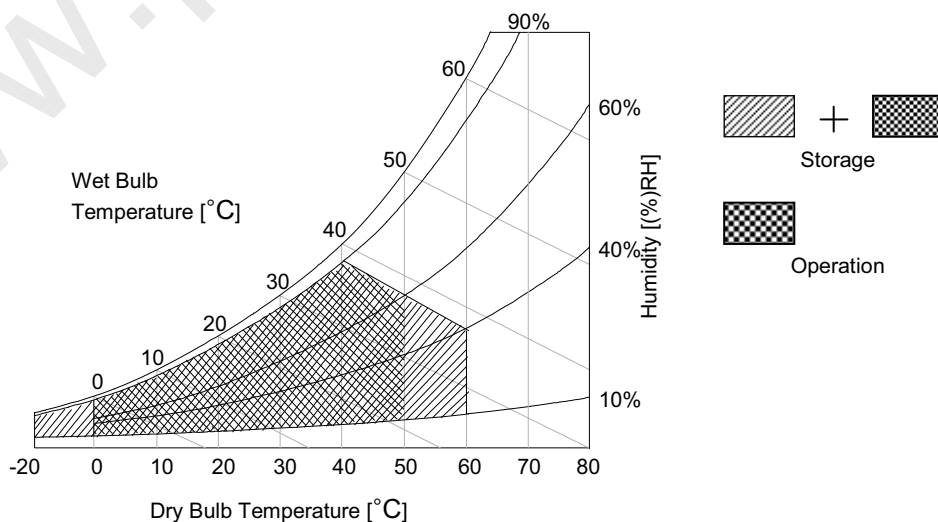 90%
60
60%
50
Wet Bulb
Temperature [°C]
Storage
40
Humidity [(%)RH]
40%
30
Operation
20
10
0
10%
-20 0 10 20 30 40 50 60 70 80
Dry Bulb Temperature [°C]